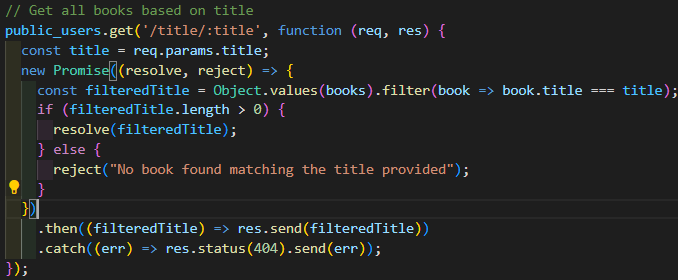 // Get all books based on title
public_users.get('/title/:title', function (req, res) {
  const title = req.params.title;
  new Promise((resolve, reject) => {
    const filteredTitle = Object.values(books).filter(book => book.title === title);
    if (filteredTitle.length > 0) {
      resolve(filteredTitle);
    } else {
      reject("No book found matching the title provided");
    }
  })
    .then((filteredTitle) => res.send(filteredTitle))
    .catch((err) => res.status(404).send(err));
});